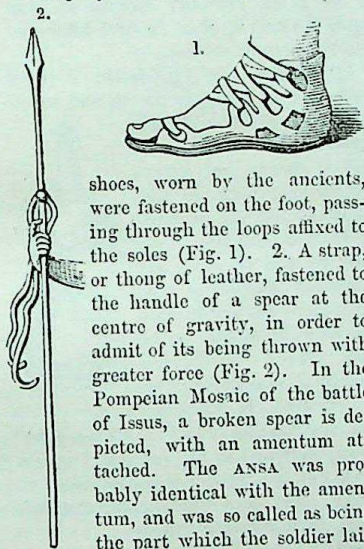 2.
1.
shoes, worn by the ancients,
were fastened on the foot, pass-
ing through the loops affixed to
the soles (Fig. 1). 2. A strap,
or thong of leather, fastened to
the handle of a spear at the
centre of gravity, in order to
admit of its being thrown with
greater force (Fig. 2). In the
Pompeian Mosaic of the battle
of Issus, a broken spear is de-
picted, with an amentum at-
tached. The ANSA was pro-
bably identical with the amen-
tum, and was so called as bein
the part which the soldier lai